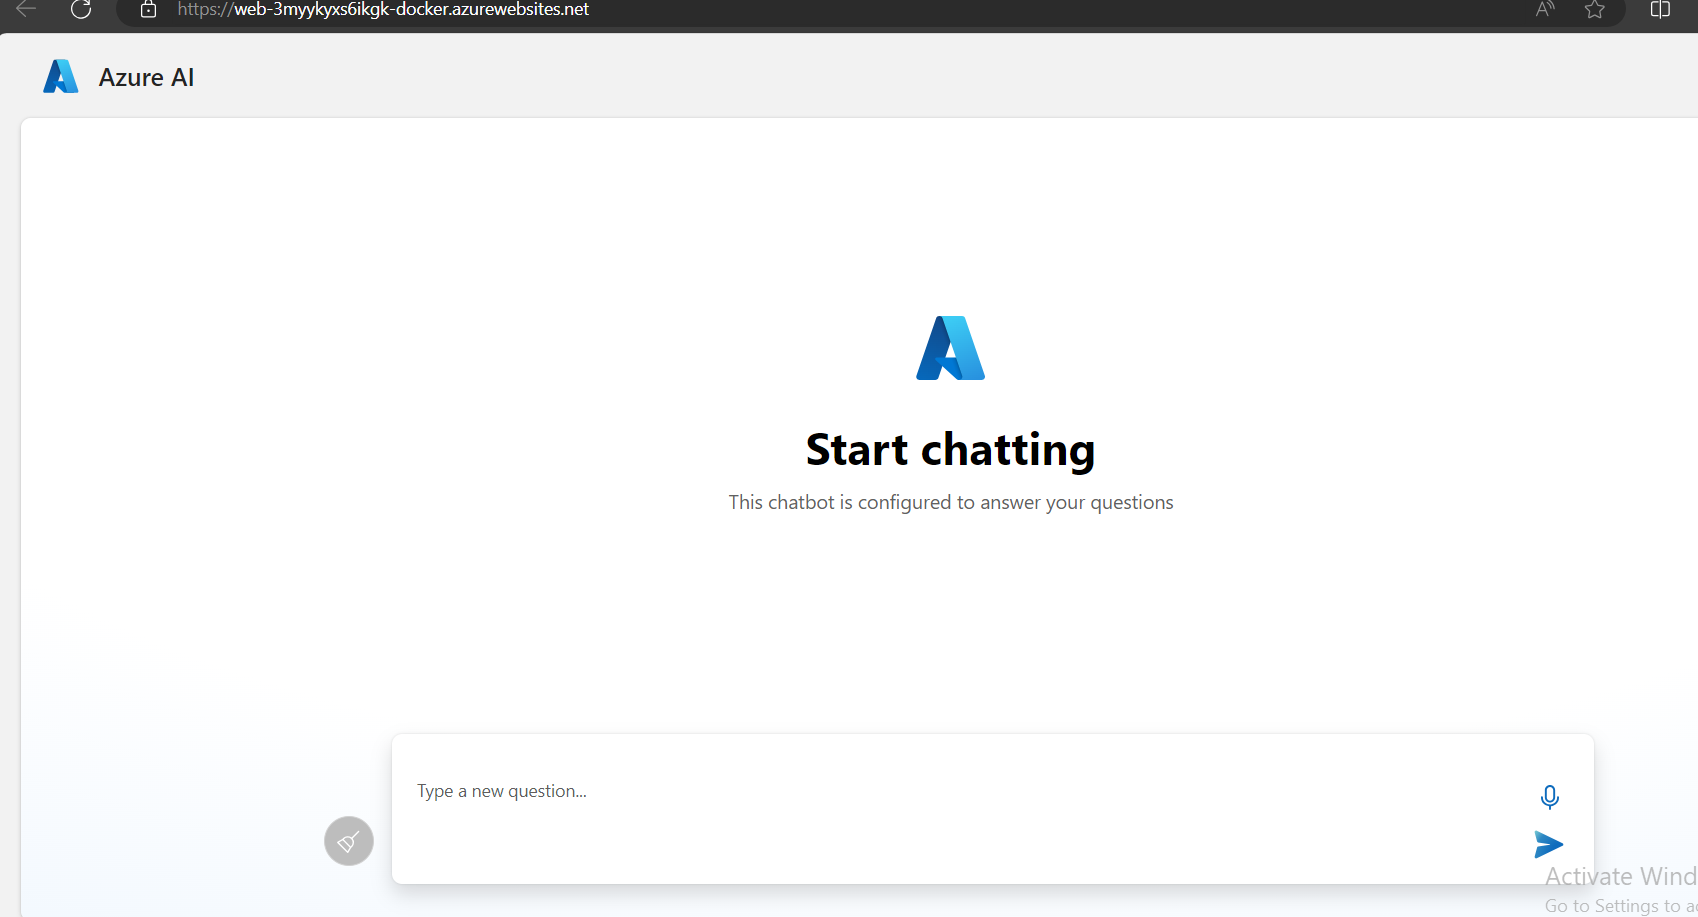 https://web-3myykyxs6ikgk-docker.azurewebsites.net
Azure AI
Start chatting
This chatbot is configured to answer your questions
Type a new question...
Activate Wind
Go to Settings to a